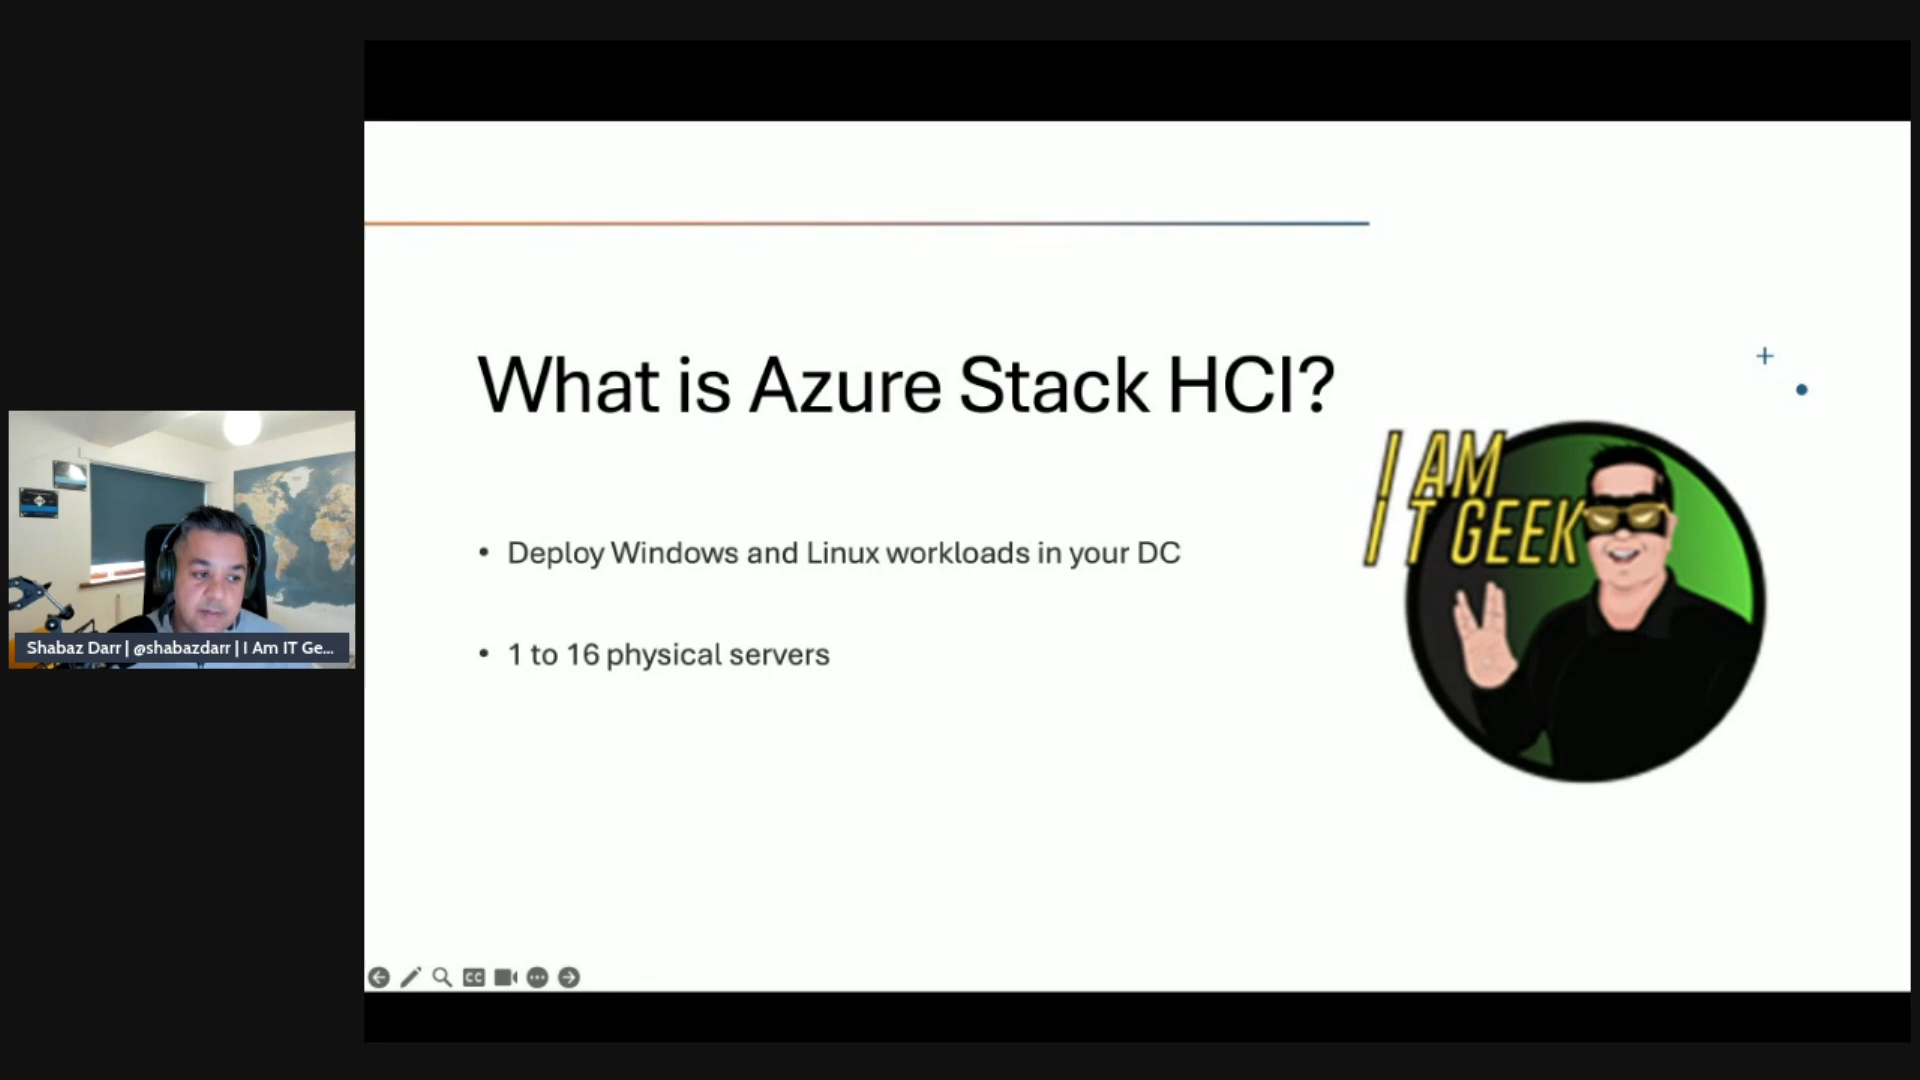 What is Azure Stack HCI?
I AM
IT GEEK
• Deploy Windows and Linux workloads in your DC
• 1 to 16 physical servers
Shabaz Darr | @shabazdarr | I Am IT Ge...
CC